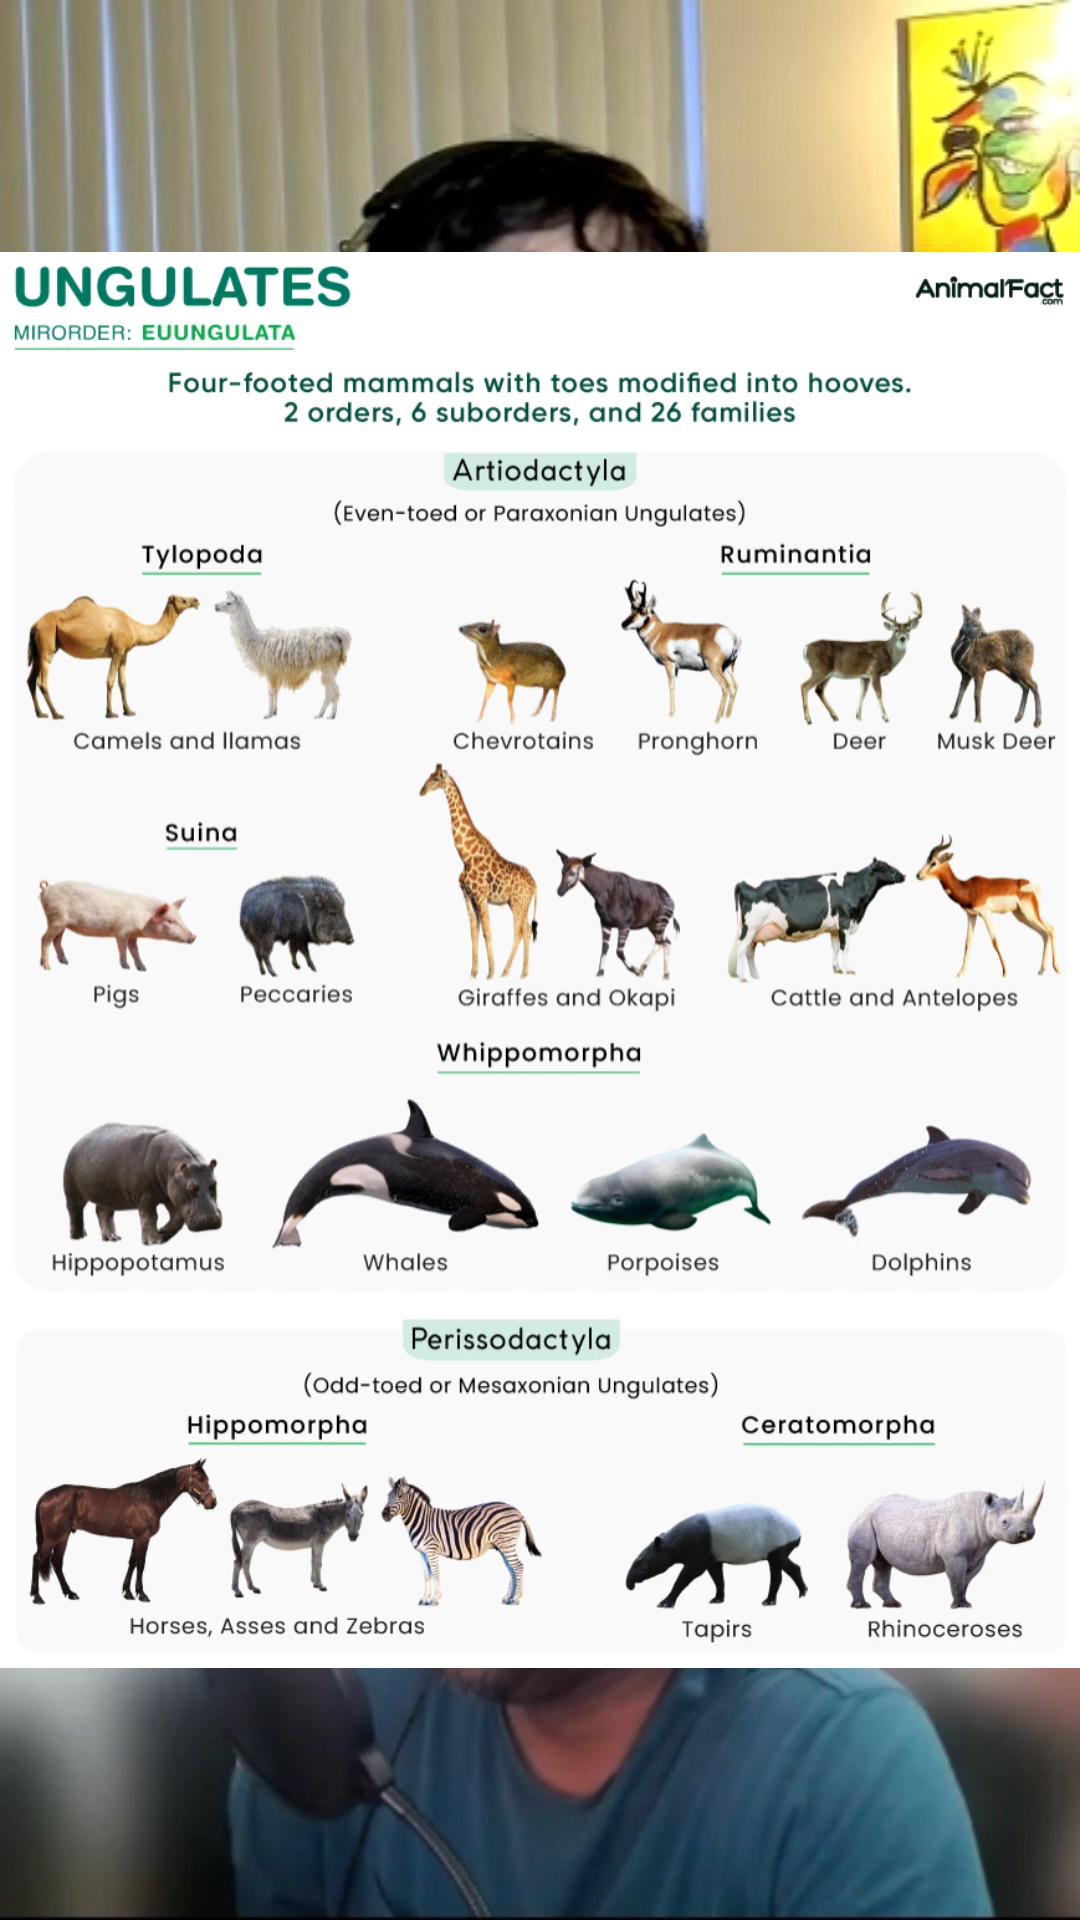 UNGULATES
AnimalFact
.com
MIRORDER: EUUNGULATA
Four-footed mammals with toes modified into hooves.
2 orders, 6 suborders, and 26 families
Artiodactyla
(Even-toed or Paraxonian Ungulates)
Tylopoda
Ruminantia
Camels and llamas
Chevrotains
Pronghorn
Deer
Musk Deer
Suina
Pigs
Peccaries
Giraffes and Okapi
Cattle and Antelopes
Whippomorpha
Hippopotamus
Whales
Porpoises
Dolphins
Perissodactyla
(Odd-toed or Mesaxonian Ungulates)
Hippomorpha
Ceratomorpha
Horses, Asses and Zebras
Tapirs
Rhinoceroses